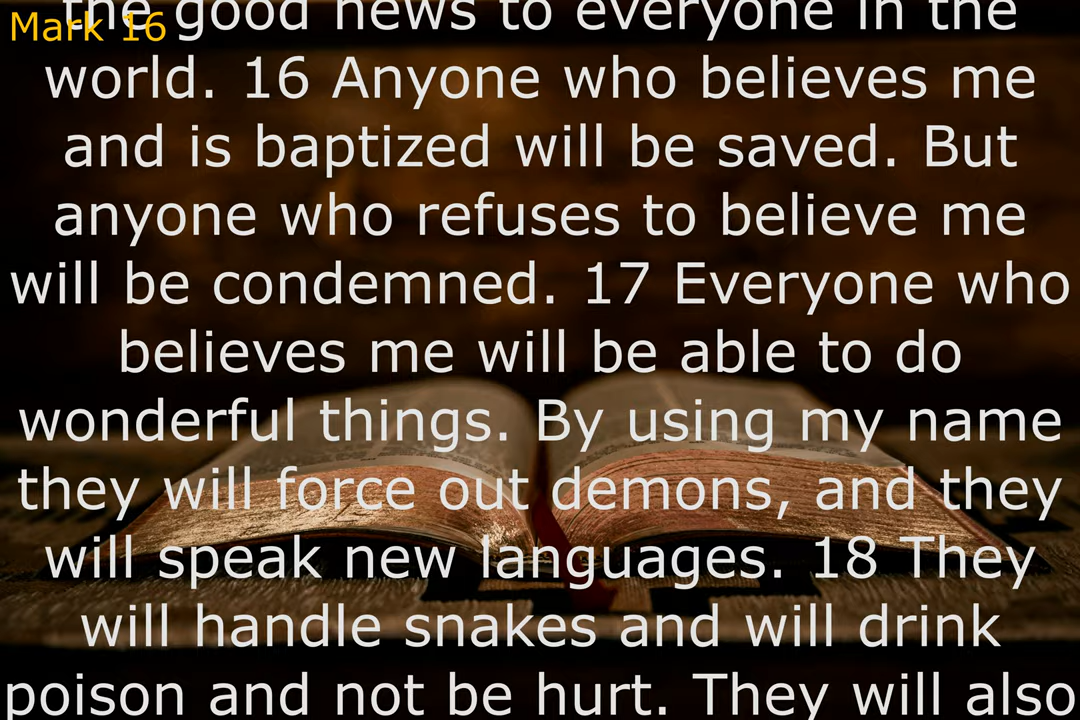 Mark 16
the good news to everyone in the
world. 16 Anyone who believes me
and is baptized will be saved. But
anyone who refuses to believe me
will be condemned. 17 Everyone who
believes me will be able to do
wonderful things. By using my name
they will force out demons, and they
will speak new languages. 18 They
will handle snakes and will drink
poison and not be hurt. They will also